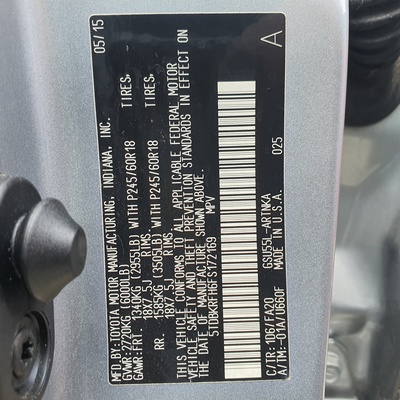 MFD. BY:
TOYOTA MOTOR MANUFACTURING, INDIANA, INC. 05/15
GVWR:2720KG (6000LB)
GAWR:FRT. 1340KG (2955LB) WITH P245/60R18 TIRES,
18X7.5J RIMS
RR. 1585KG (3505LB) WITH P245/60R18 TIRES,
18X7.5J RIMS
THIS VEHICLE CONFORMS TO ALL APPLICABLE FEDERAL MOTOR
VEHICLE SAFETY AND THEFT PREVENTION STANDARDS IN EFFECT ON
THE DATE OF MANUFACTURE SHOWN ABOVE.
5TDBKRFH6FS172169 MPV
A
025
C/TR:1D6/FA20 GSU55L-ARTNKA
A/TM:-01A/U660F MADE IN U.S.A.